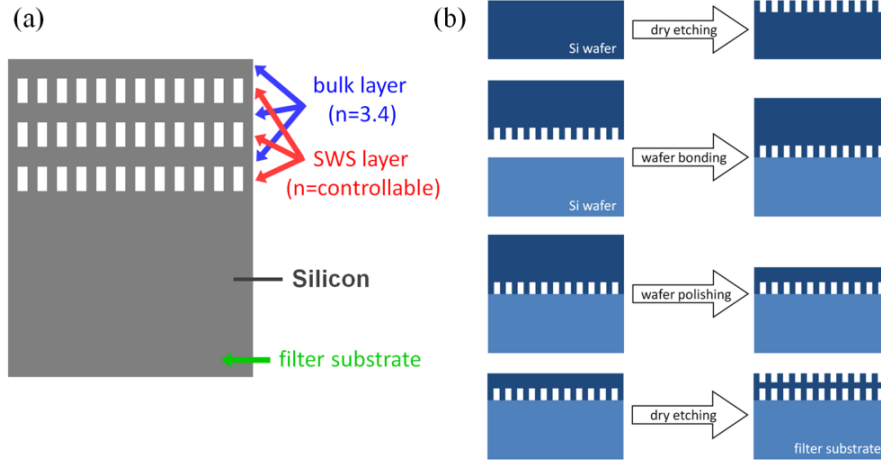 (a)
bulk layer
(n=3.4)
SWS layer
(n=controllable)
Silicon
filter substrate
(b)
Si wafer
dry etching
wafer bonding
Si wafer
wafer polishing
dry etching
filter substrate